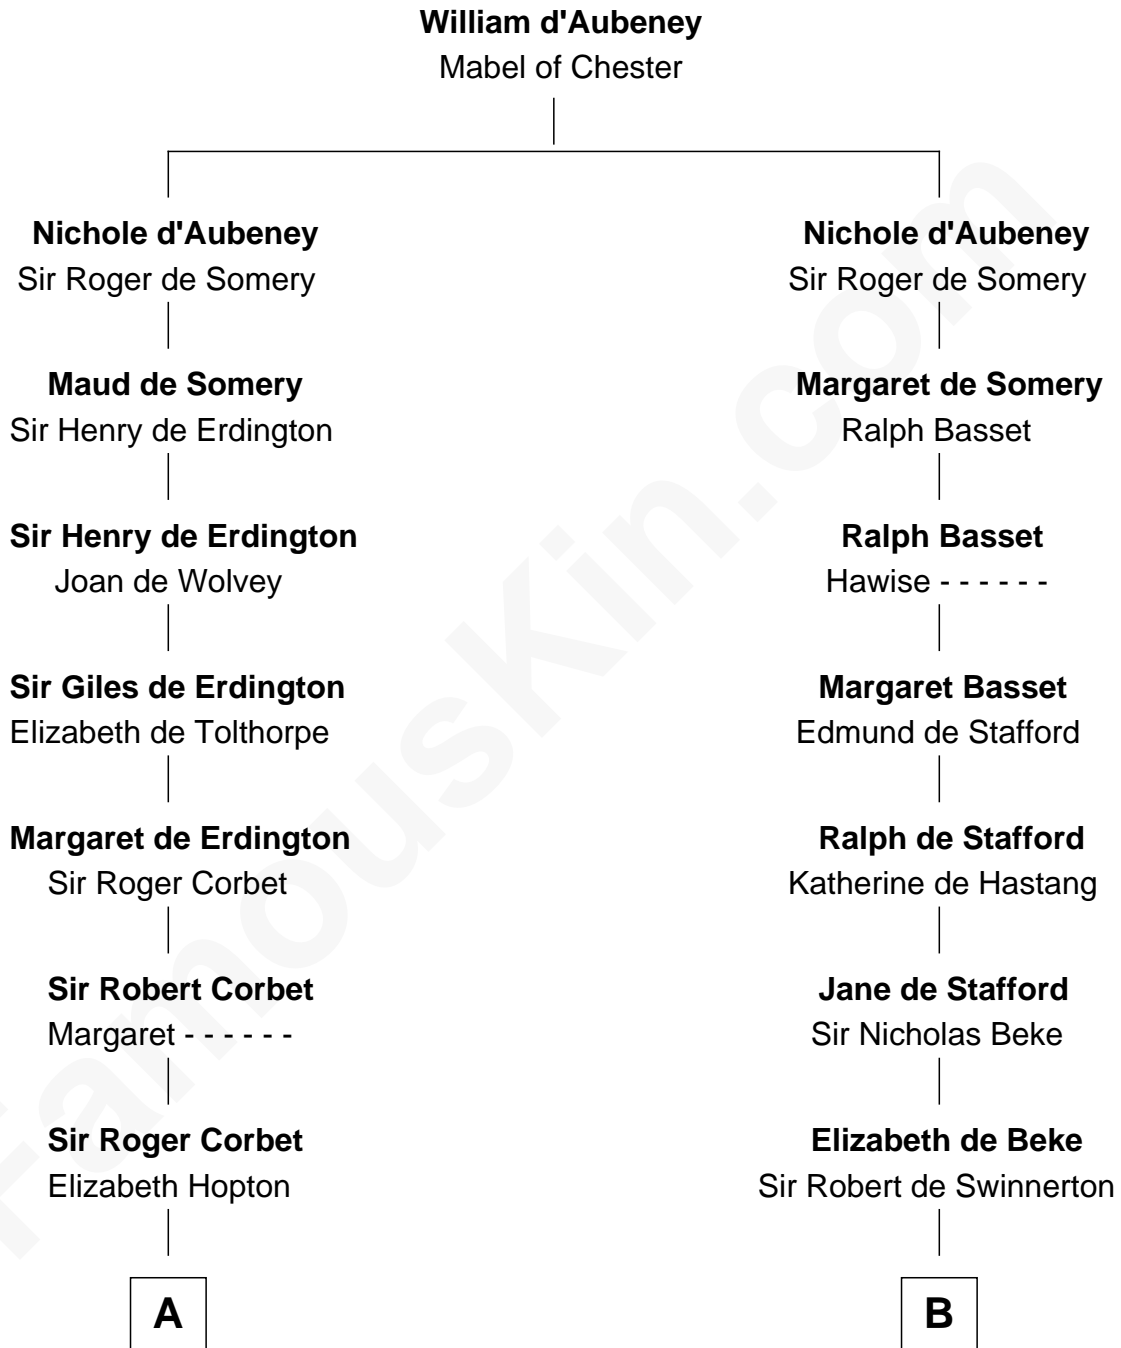 William d'Aubeney
Mabel of Chester
Nichole d'Aubeney
Sir Roger de Somery
Maud de Somery
Sir Henry de Erdington
Sir Henry de Erdington
Joan de Wolvey
Sir Giles de Erdington
Elizabeth de Tolthorpe
Margaret de Erdington
Sir Roger Corbet
Sir Robert Corbet
Margaret - - - - - -
Sir Roger Corbet
Elizabeth Hopton
A
Nichole d'Aubeney
Sir Roger de Somery
Margaret de Somery
Ralph Basset
Ralph Basset
Hawise - - - - - -
Margaret Basset
Edmund de Stafford
Ralph de Stafford
Katherine de Hastang
Jane de Stafford
Sir Nicholas Beke
Elizabeth de Beke
Sir Robert de Swinnerton
B
FamousKin.com